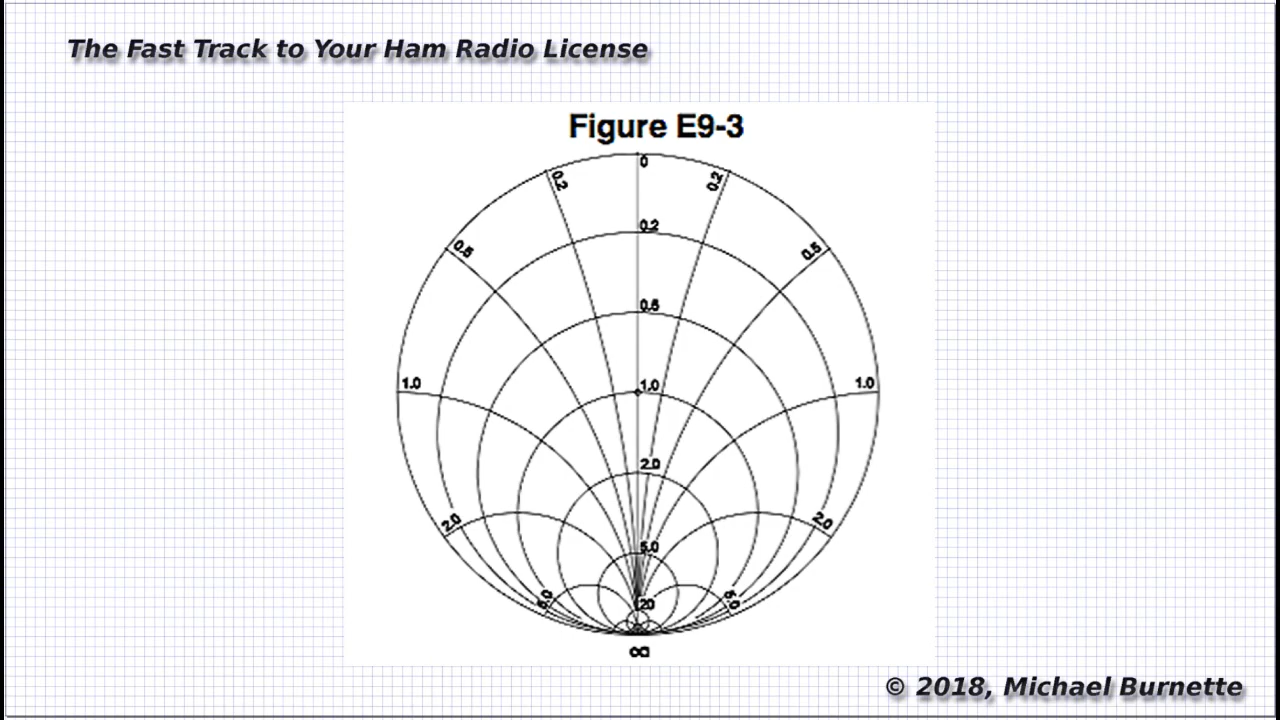 The Fast Track to Your Ham Radio License
Figure E9-3
0
0.2 0.2
0.2
0.5 0.5
0.5
1.0 1.0 1.0
2.0
2.0 2.0
5.0
5.0 5.0
20
∞
© 2018, Michael Burnette